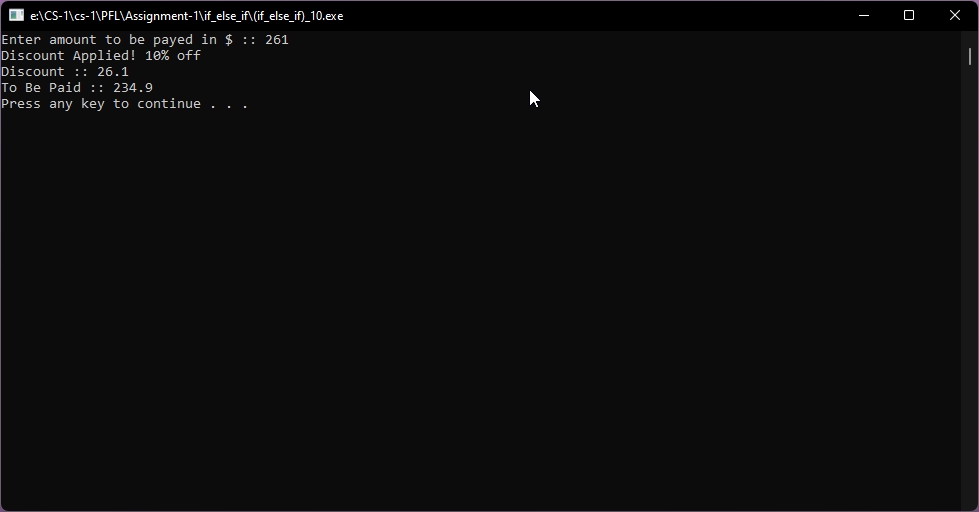 e:\CS-1\cs-1\PFL\Assignment-1\if_else_if\(if_else_if)_10.exe
Enter amount to be payed in $ :: 261
Discount Applied! 10% off
Discount :: 26.1
To Be Paid :: 234.9
Press any key to continue . . .